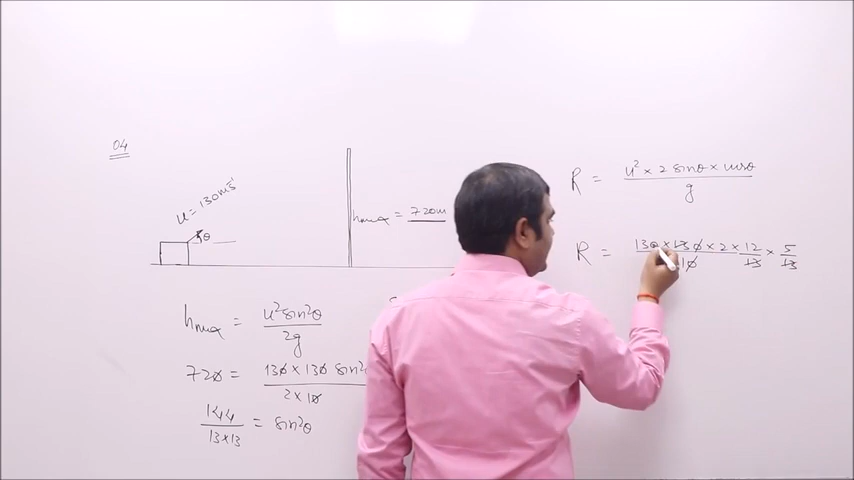 04
u = 130ms⁻¹
θ
hmax = 720m
hmax = u²sin²θ / 2g
720 = 130 × 130 sin² / 2 × 10
144 / 13×13 = sin²θ
R = u² × 2 sinθ × cosθ / g
R = 130 × 130 × 2 × 12 × 5 / 10 13 13